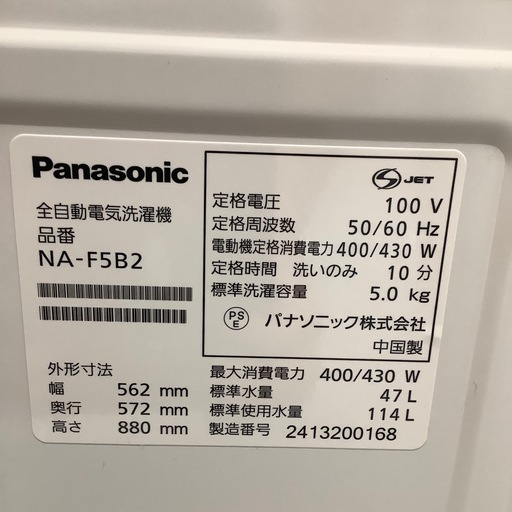 Panasonic
全自動電気洗濯機
品番
NA-F5B2
外形寸法
幅 562 mm
奥行 572 mm
高さ 880 mm
S JET
定格電圧 100 V
定格周波数 50/60 Hz
電動機定格消費電力 400/430 W
定格時間 洗いのみ 10 分
標準洗濯容量 5.0 kg
PSE パナソニック株式会社
中国製
最大消費電力 400/430 W
標準水量 47 L
標準使用水量 114 L
製造番号 2413200168